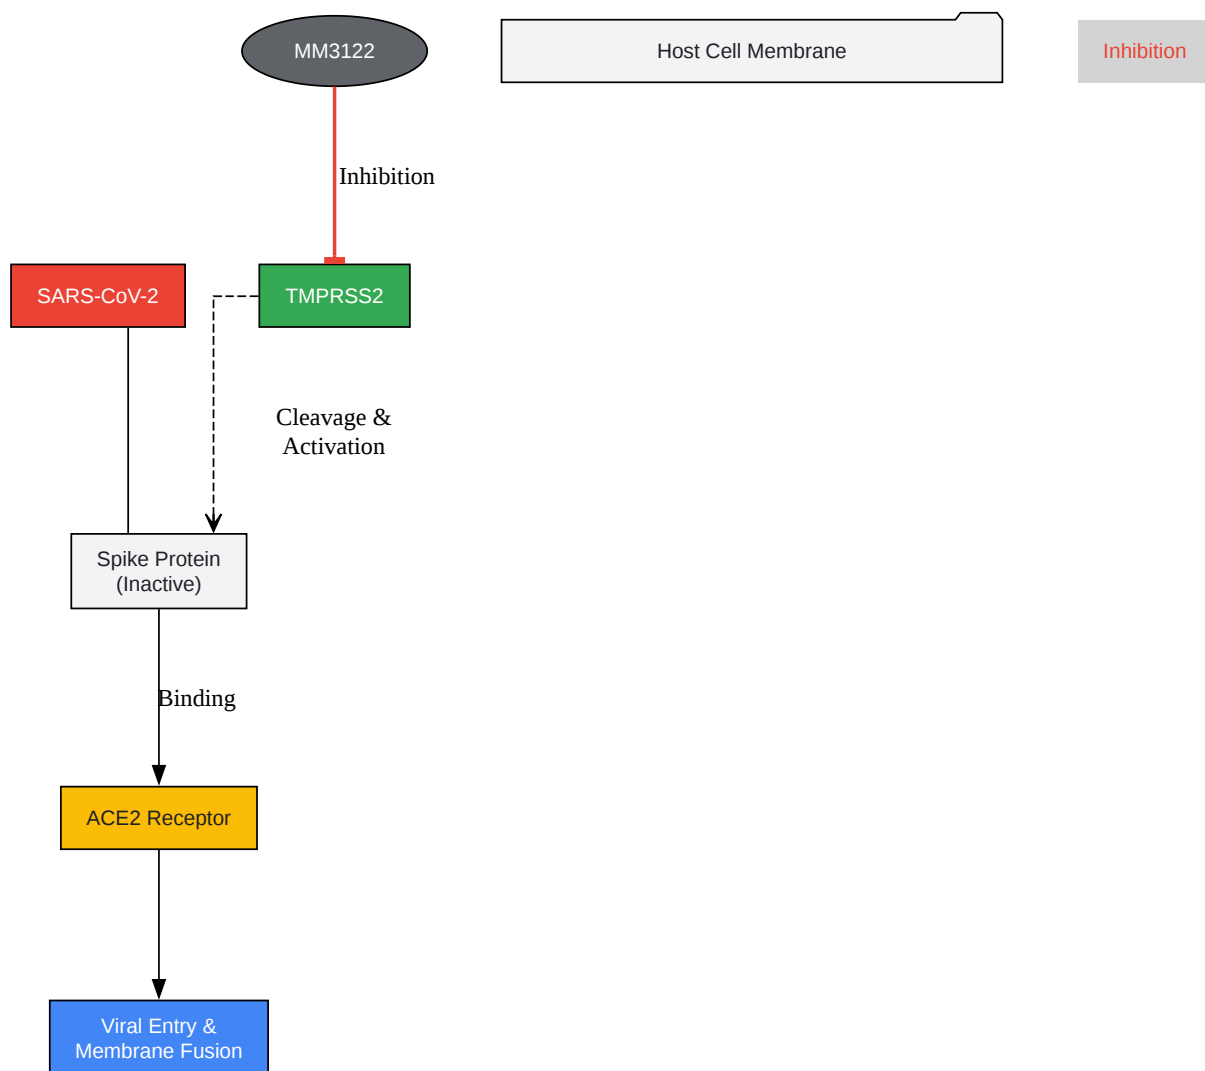 MM3122
Host Cell Membrane
Inhibition
Inhibition
SARS-CoV-2
TMPRSS2
Cleavage &
Activation
Spike Protein
(Inactive)
Binding
ACE2 Receptor
Viral Entry &
Membrane Fusion